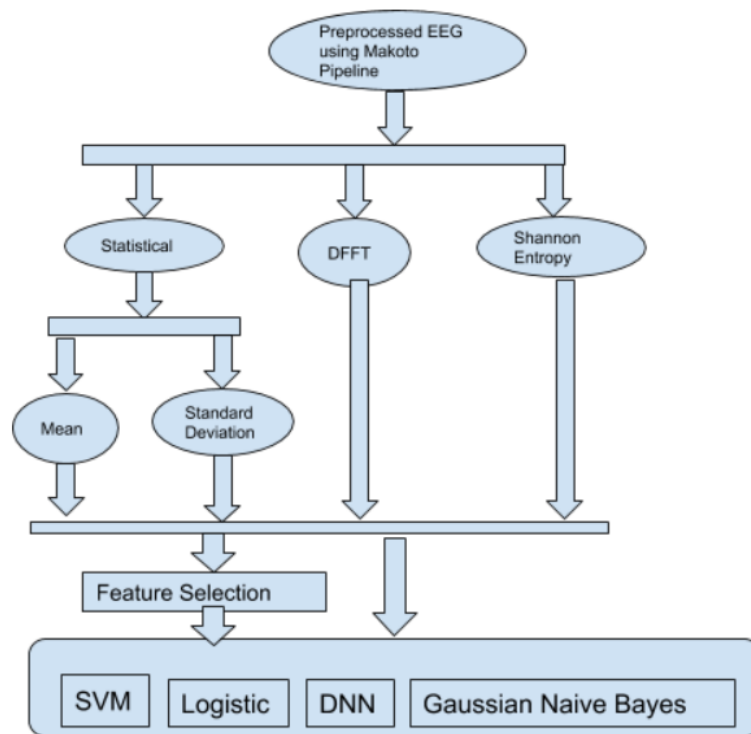 Preprocessed EEG
using Makoto
Pipeline
Statistical
DFFT
Shannon
Entropy
Mean
Standard
Deviation
Feature Selection
SVM
Logistic
DNN
Gaussian Naive Bayes